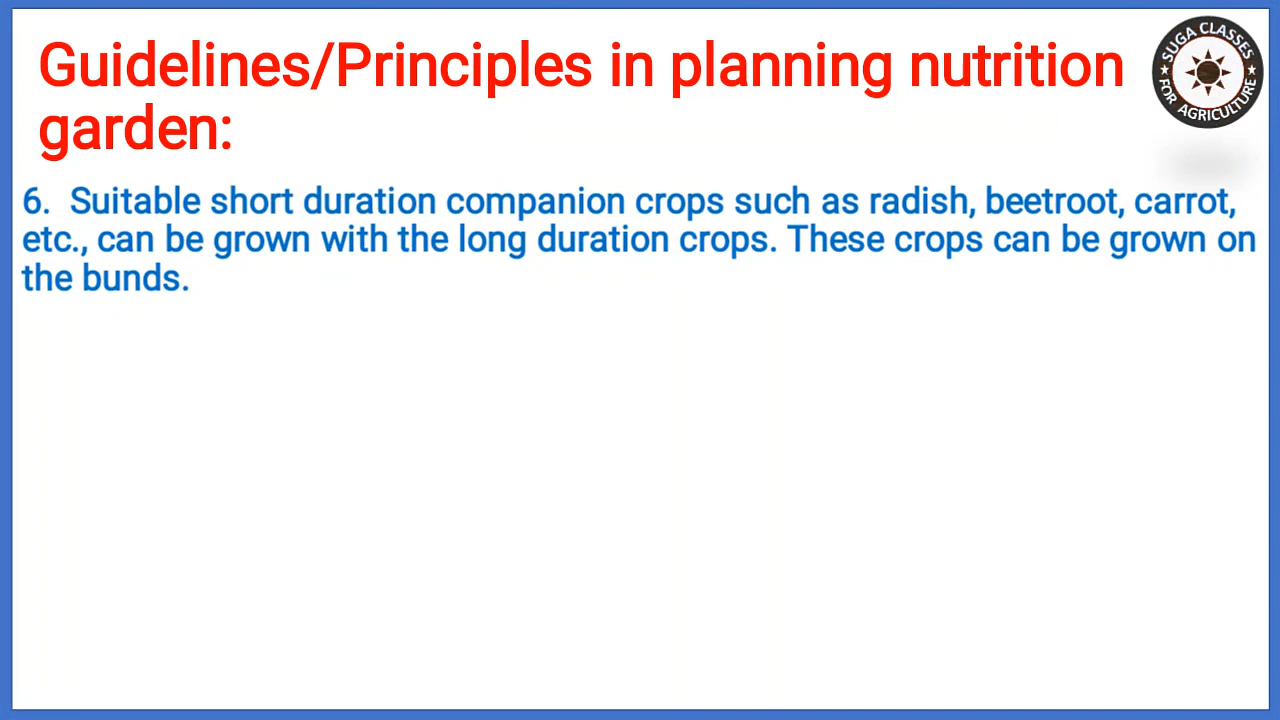 Guidelines/Principles in planning nutrition
garden:
SUGA CLASSES
FOR AGRICULTURE
6. Suitable short duration companion crops such as radish, beetroot, carrot,
etc., can be grown with the long duration crops. These crops can be grown on
the bunds.